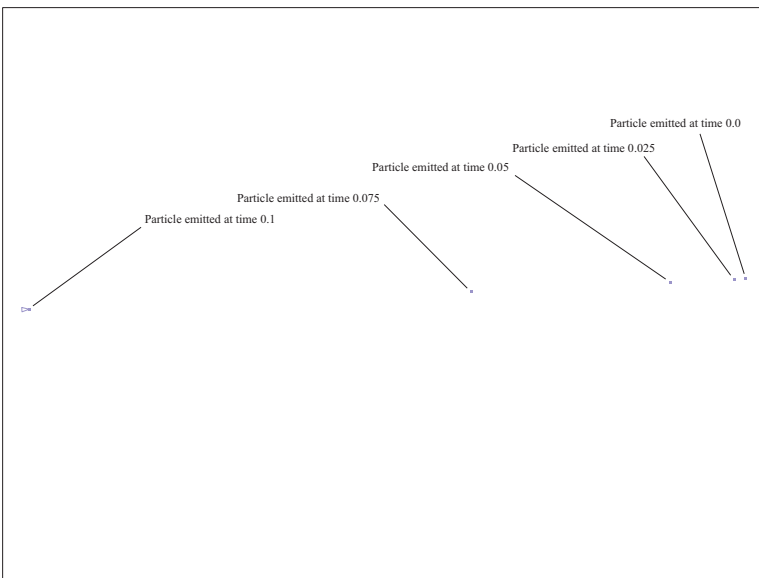 Particle emitted at time 0.0
Particle emitted at time 0.025
Particle emitted at time 0.05
Particle emitted at time 0.075
Particle emitted at time 0.1